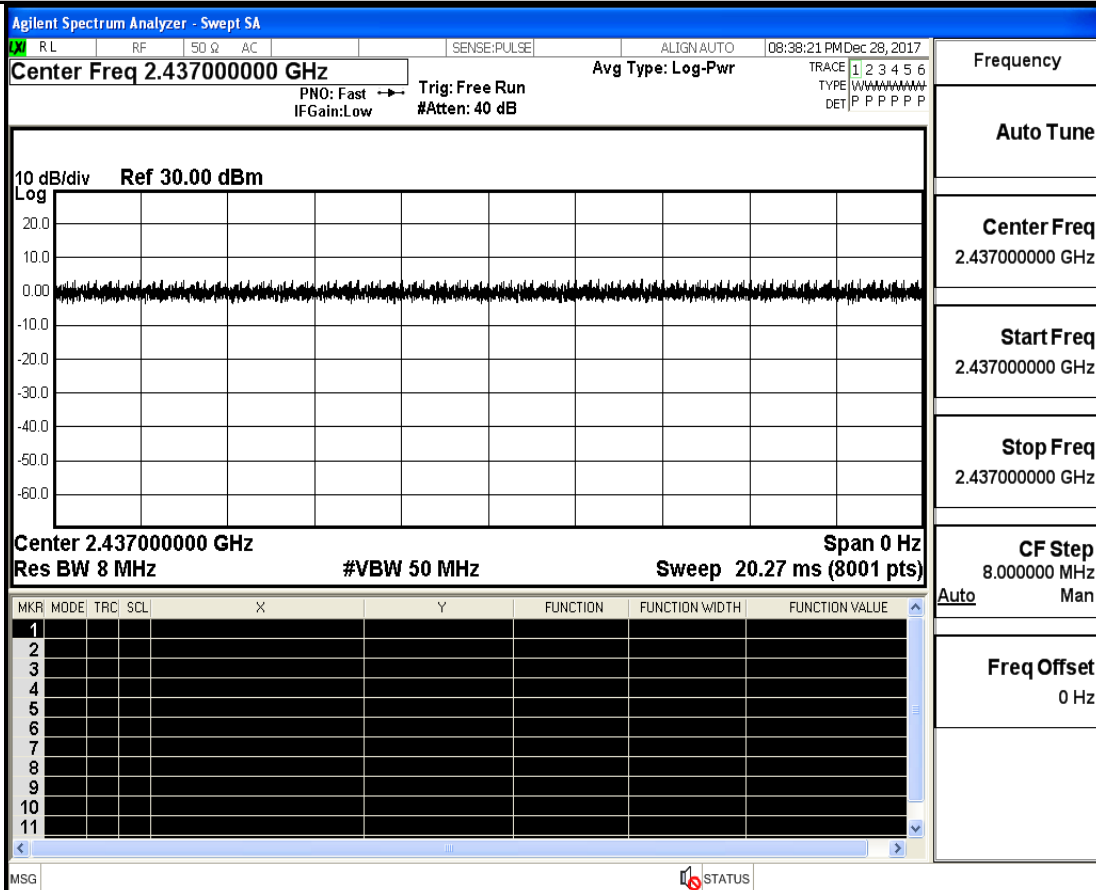 Agilent Spectrum Analyzer - Swept SA
LXI RL RF 50 Ω AC SENSE:PULSE ALIGN AUTO 08:38:21 PM Dec 28, 2017
Center Freq 2.437000000 GHz
PNO: Fast
IFGain:Low
Trig: Free Run
#Atten: 40 dB
Avg Type: Log-Pwr
TRACE 1 2 3 4 5 6
TYPE WWWWWW
DET P P P P P P
10 dB/div Ref 30.00 dBm
Log
20.0
10.0
0.00
-10.0
-20.0
-30.0
-40.0
-50.0
-60.0
Center 2.437000000 GHz Span 0 Hz
Res BW 8 MHz #VBW 50 MHz Sweep 20.27 ms (8001 pts)
MKR MODE TRC SCL X Y FUNCTION FUNCTION WIDTH FUNCTION VALUE
1
2
3
4
5
6
7
8
9
10
11
MSG STATUS
Frequency
Auto Tune
Center Freq
2.437000000 GHz
Start Freq
2.437000000 GHz
Stop Freq
2.437000000 GHz
CF Step
8.000000 MHz
Auto Man
Freq Offset
0 Hz